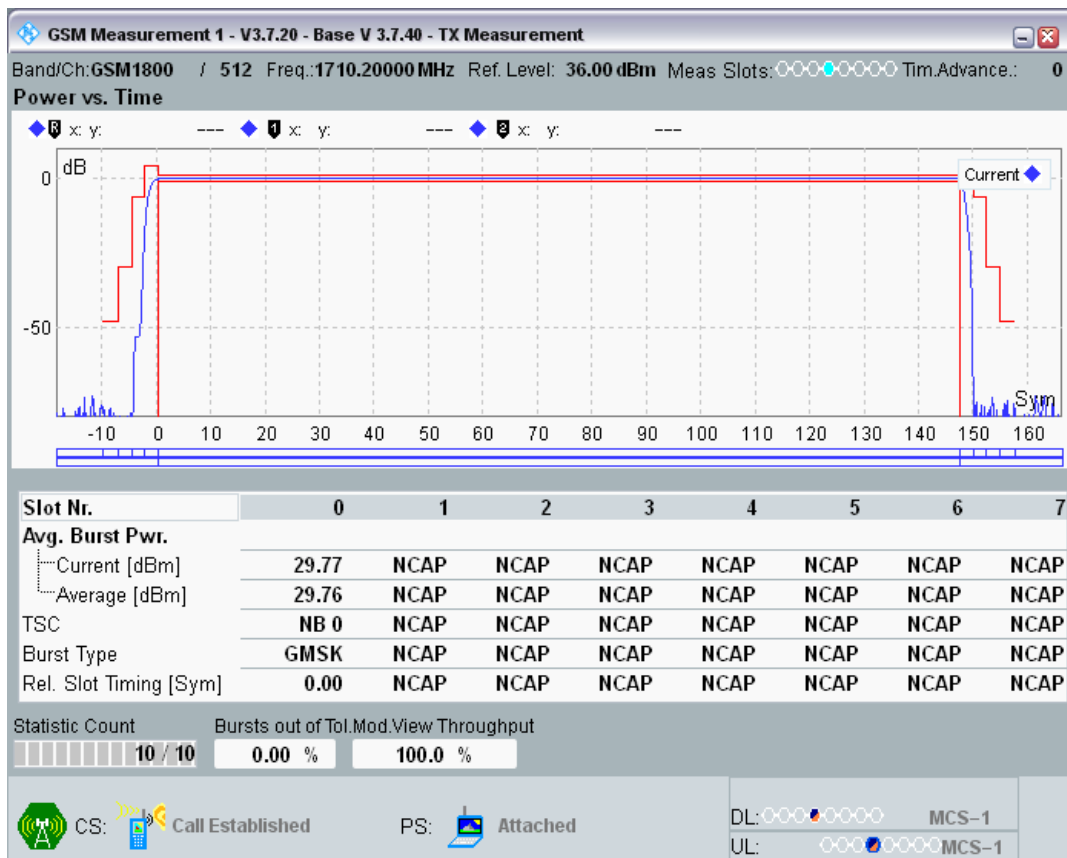 GSM Measurement 1 - V3.7.20 - Base V 3.7.40 - TX Measurement
Band/Ch:GSM1800 / 512 Freq.:1710.20000 MHz Ref. Level: 36.00 dBm Meas Slots: Tim.Advance.: 0
Power vs. Time
R x: y: --- 1 x: y: --- 2 x: y: ---
dB
0
Current
-50
Sym
-10 0 10 20 30 40 50 60 70 80 90 100 110 120 130 140 150 160
Slot Nr. 0 1 2 3 4 5 6 7
Avg. Burst Pwr.
Current [dBm] 29.77 NCAP NCAP NCAP NCAP NCAP NCAP NCAP
Average [dBm] 29.76 NCAP NCAP NCAP NCAP NCAP NCAP NCAP
TSC NB 0 NCAP NCAP NCAP NCAP NCAP NCAP NCAP
Burst Type GMSK NCAP NCAP NCAP NCAP NCAP NCAP NCAP
Rel. Slot Timing [Sym] 0.00 NCAP NCAP NCAP NCAP NCAP NCAP NCAP
Statistic Count Bursts out of Tol.Mod.View Throughput
10 / 10 0.00 % 100.0 %
CS: Call Established PS: Attached
DL: MCS-1
UL: MCS-1